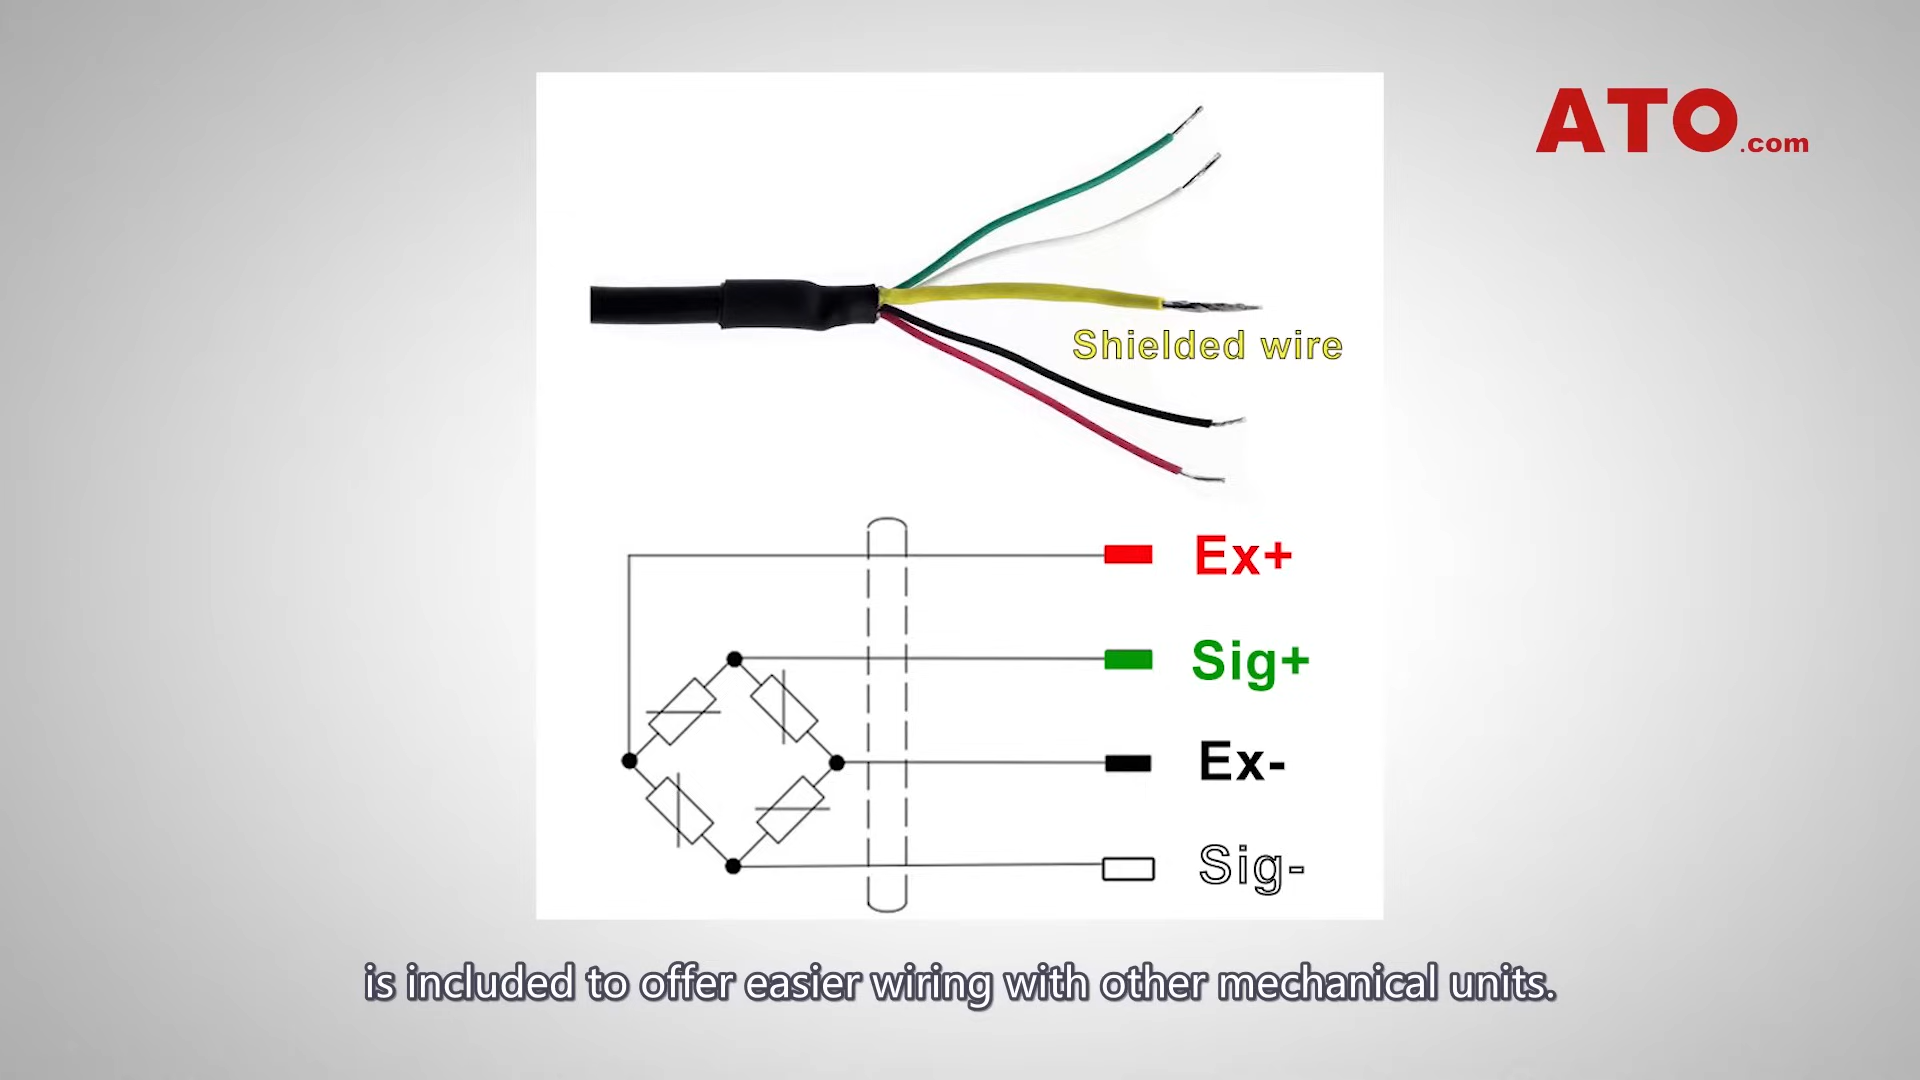 ATO.com
Shielded wire
Ex+
Sig+
Ex-
Sig-
is included to offer easier wiring with other mechanical units.